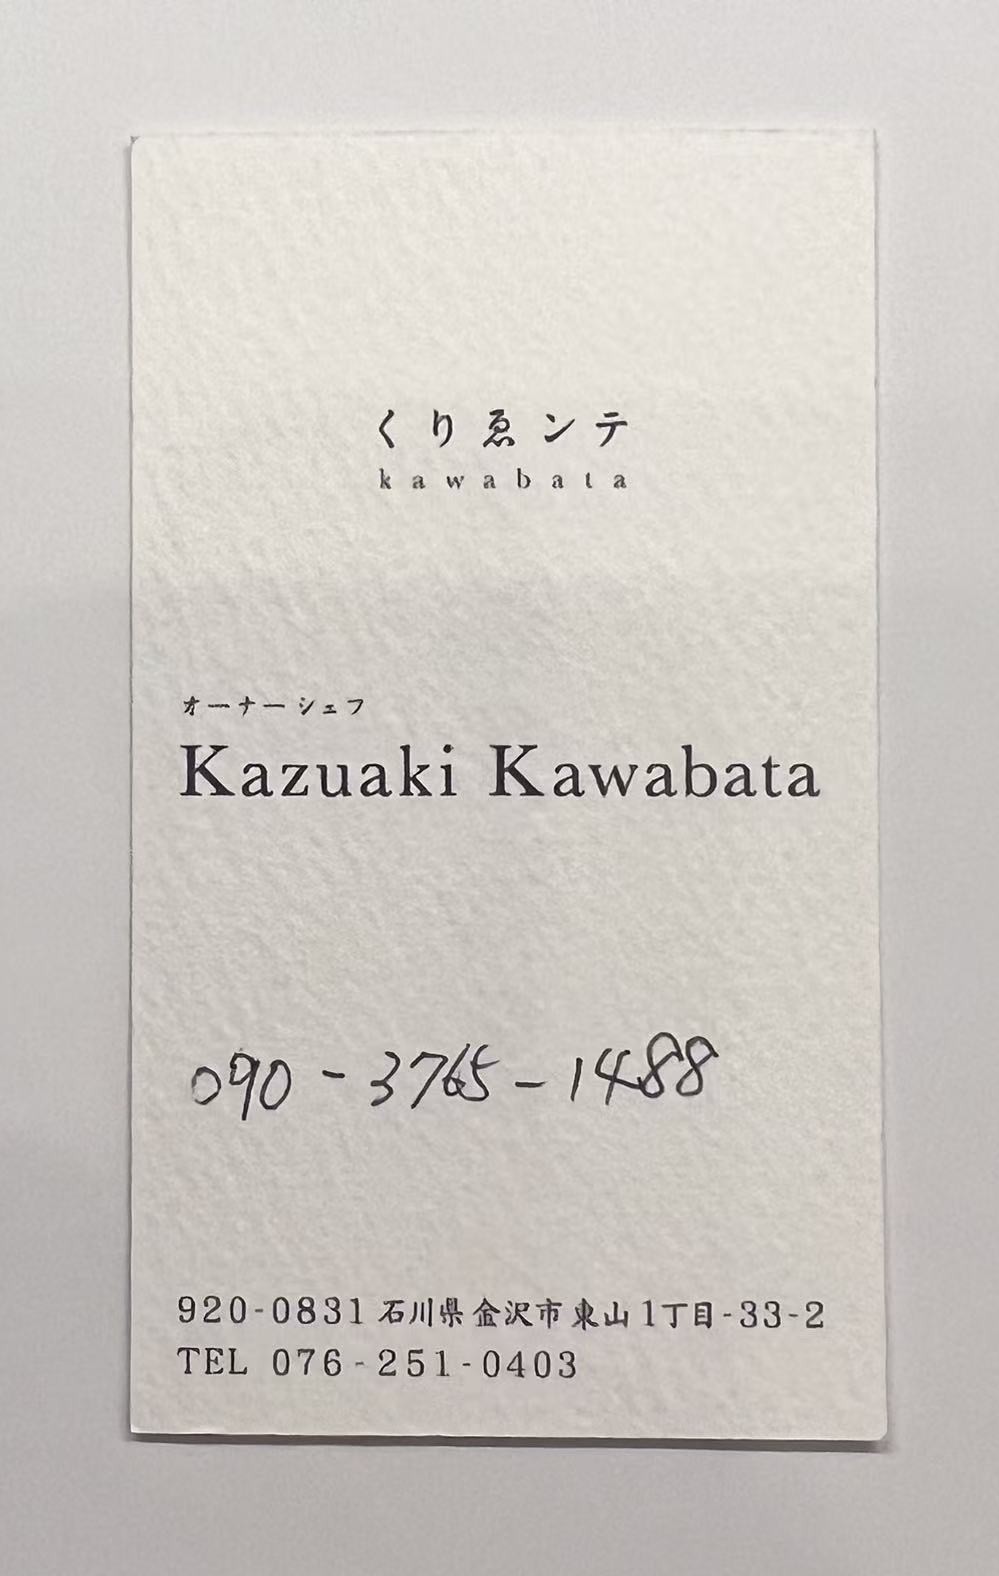 くりゑンテ
kawabata
オーナーシェフ
Kazuaki Kawabata
090-3765-1488
920-0831 石川県金沢市東山1丁目-33-2
TEL 076-251-0403